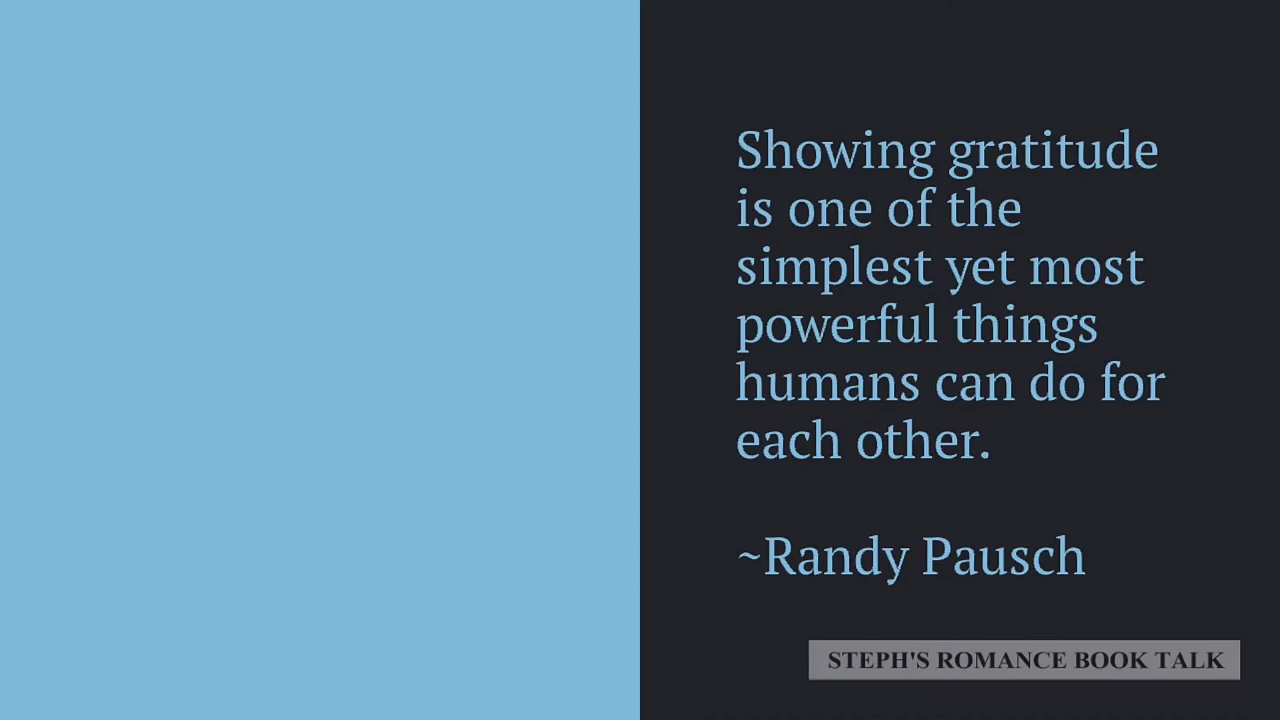 Showing gratitude
is one of the
simplest yet most
powerful things
humans can do for
each other.
~Randy Pausch
STEPH'S ROMANCE BOOK TALK